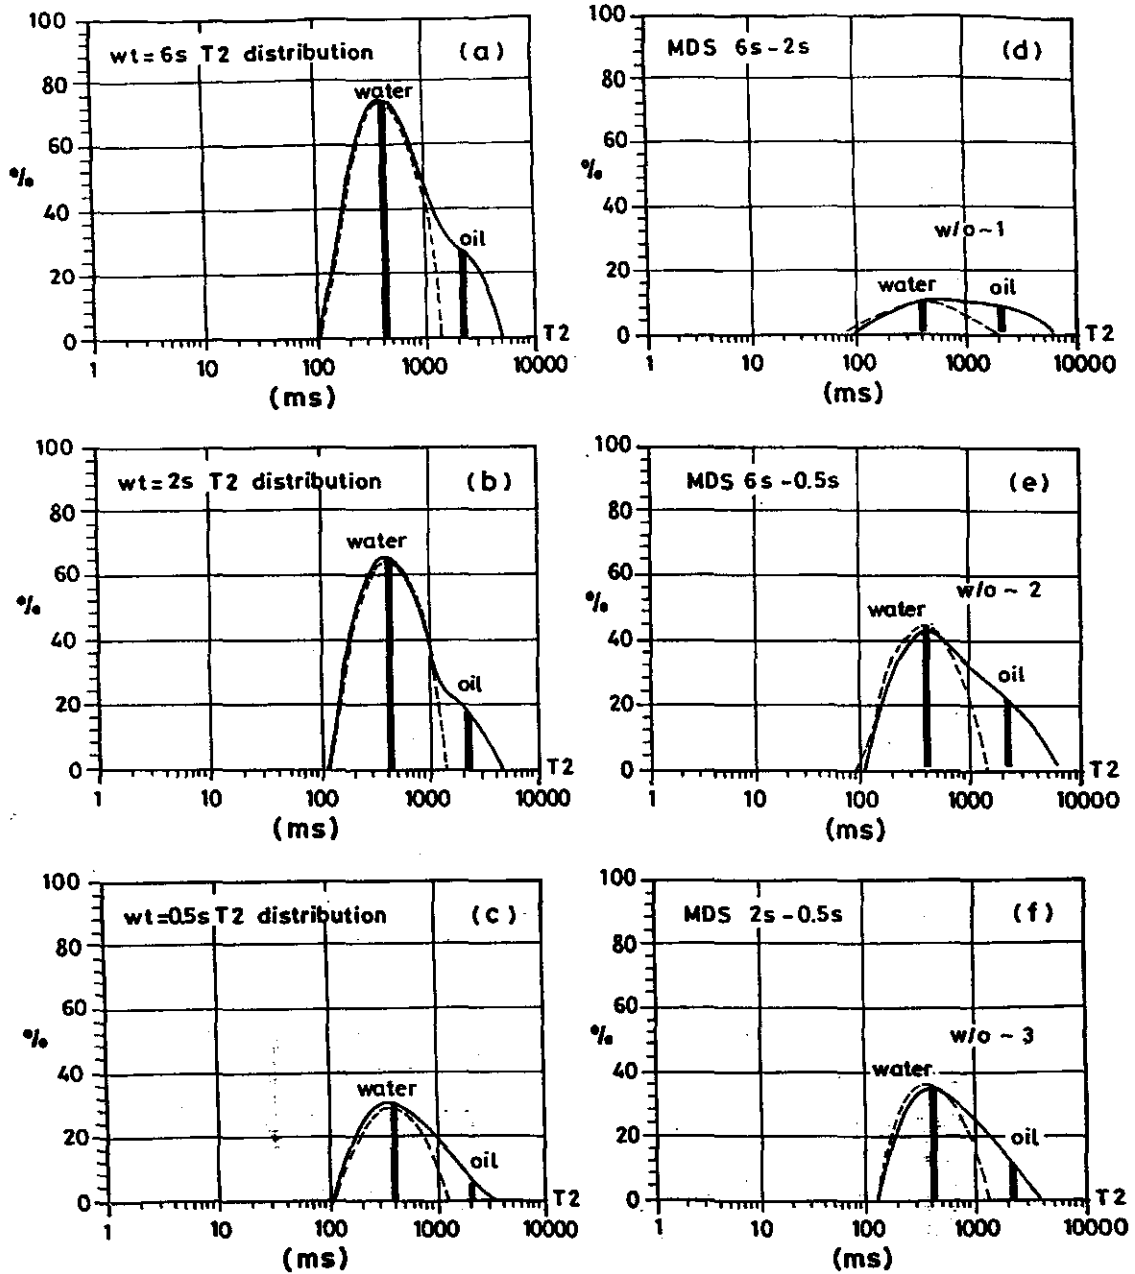 100
80
60
40
20
0
%
wt=6s T2 distribution
(a)
water
oil
T2
1
10
100
1000
10000
(ms)
100
80
60
40
20
0
%
MDS 6s-2s
(d)
w/o~1
water
oil
T2
1
10
100
1000
10000
(ms)
100
80
60
40
20
0
%
wt=2s T2 distribution
(b)
water
oil
T2
1
10
100
1000
10000
(ms)
100
80
60
40
20
0
%
MDS 6s-0.5s
(e)
w/o~2
water
oil
T2
1
10
100
1000
10000
(ms)
100
80
60
40
20
0
%
wt=0.5s T2 distribution
(c)
water
oil
T2
1
10
100
1000
10000
(ms)
100
80
60
40
20
0
%
MDS 2s-0.5s
(f)
w/o~3
water
oil
T2
1
10
100
1000
10000
(ms)